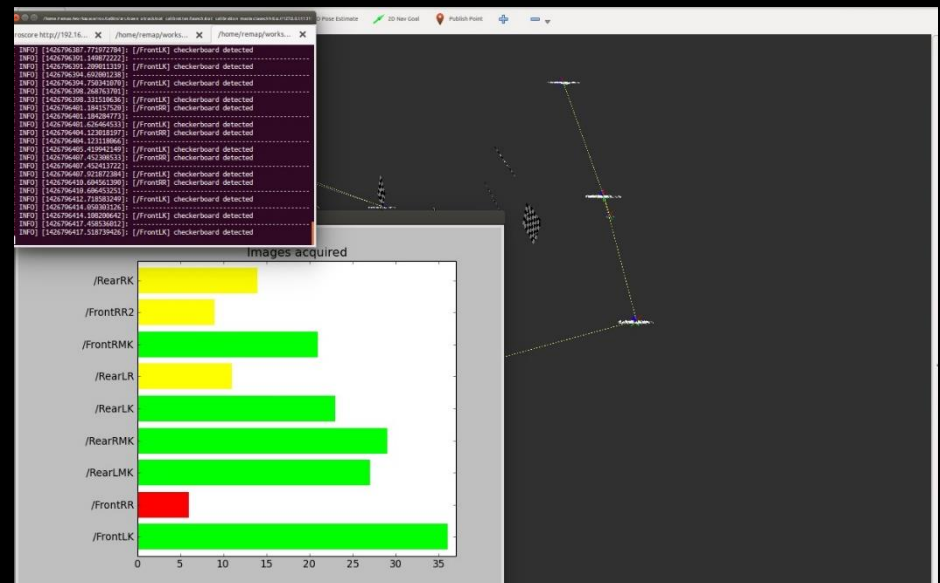 D Pose Estimate 2D Nav Goal Publish Point
roscore http://192.16... X /home/remap/works... X /home/remap/works... X
INFO] [1426796387.771972784]: [/FrontLK] checkerboard detected
INFO] [1426796391.149872222]: ----------------------------------------
INFO] [1426796391.209011319]: [/FrontLK] checkerboard detected
INFO] [1426796394.692001238]: ----------------------------------------
INFO] [1426796394.750341079]: [/FrontLK] checkerboard detected
INFO] [1426796398.268763701]: ----------------------------------------
INFO] [1426796398.331510636]: [/FrontLK] checkerboard detected
INFO] [1426796401.184157520]: [/FrontRR] checkerboard detected
INFO] [1426796401.184284773]: ----------------------------------------
INFO] [1426796401.626464533]: [/FrontLK] checkerboard detected
INFO] [1426796404.123018197]: [/FrontRR] checkerboard detected
INFO] [1426796404.123118066]: ----------------------------------------
INFO] [1426796405.419942149]: [/FrontLK] checkerboard detected
INFO] [1426796407.452308533]: [/FrontRR] checkerboard detected
INFO] [1426796407.452413722]: ----------------------------------------
INFO] [1426796407.921872384]: [/FrontLK] checkerboard detected
INFO] [1426796410.604561390]: [/FrontRR] checkerboard detected
INFO] [1426796410.606453251]: ----------------------------------------
INFO] [1426796412.718583249]: [/FrontLK] checkerboard detected
INFO] [1426796414.050303126]: ----------------------------------------
INFO] [1426796414.108200642]: [/FrontLK] checkerboard detected
INFO] [1426796417.458536012]: ----------------------------------------
INFO] [1426796417.518739426]: [/FrontLK] checkerboard detected
Images acquired
/RearRK
/FrontRR2
/FrontRMK
/RearLR
/RearLK
/RearRMK
/RearLMK
/FrontRR
/FrontLK
0 5 10 15 20 25 30 35